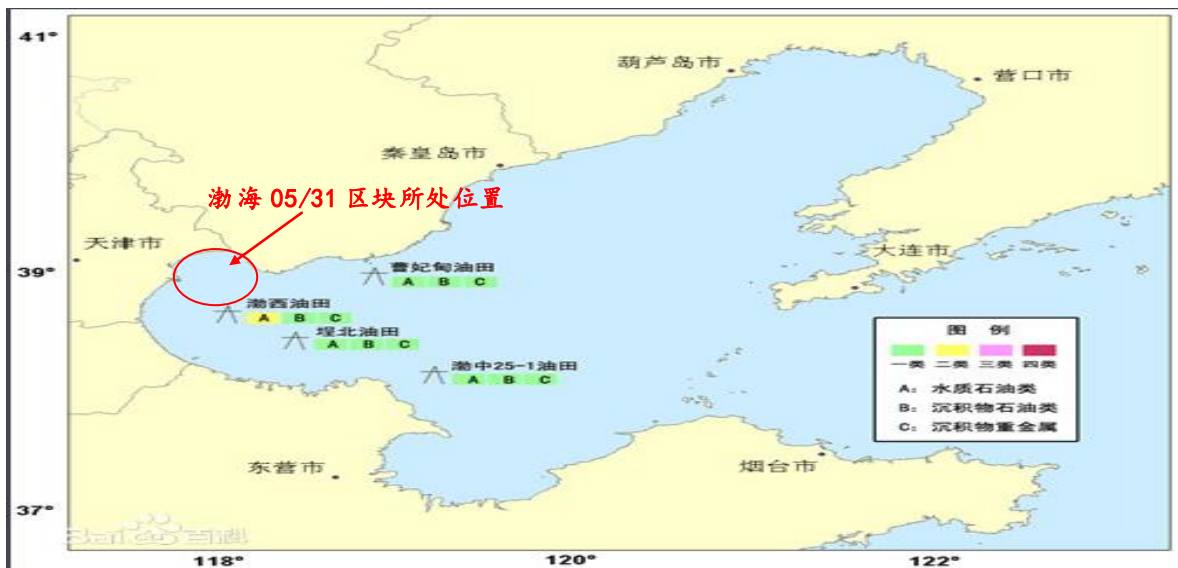 41°
葫芦岛市
营口市
秦皇岛市
渤海 05/31 区块所处位置
天津市
大连市
39°
曹妃甸油田
A B C
渤西油田
A B C
埕北油田
A B C
图 例
一类 二类 三类 四类
A: 水质石油类
B: 沉积物石油类
C: 沉积物重金属
渤中25-1油田
A B C
东营市
烟台市
37°
Bai 百科
118° 120° 122°